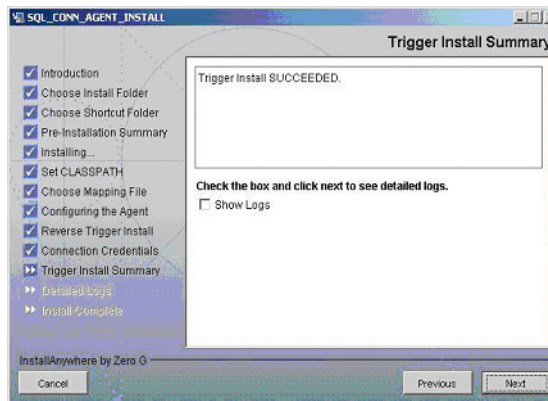 SQL_CONN_AGENT_INSTALL
Trigger Install Summary
Introduction
Choose Install Folder
Choose Shortcut Folder
Pre-Installation Summary
Installing...
Set CLASSPATH
Choose Mapping File
Configuring the Agent
Reverse Trigger Install
Connection Credentials
Trigger Install Summary
Detailed Logs
Install Complete
Trigger Install SUCCEEDED.
Check the box and click next to see detailed logs.
Show Logs
InstallAnywhere by Zero G
Cancel
Previous
Next